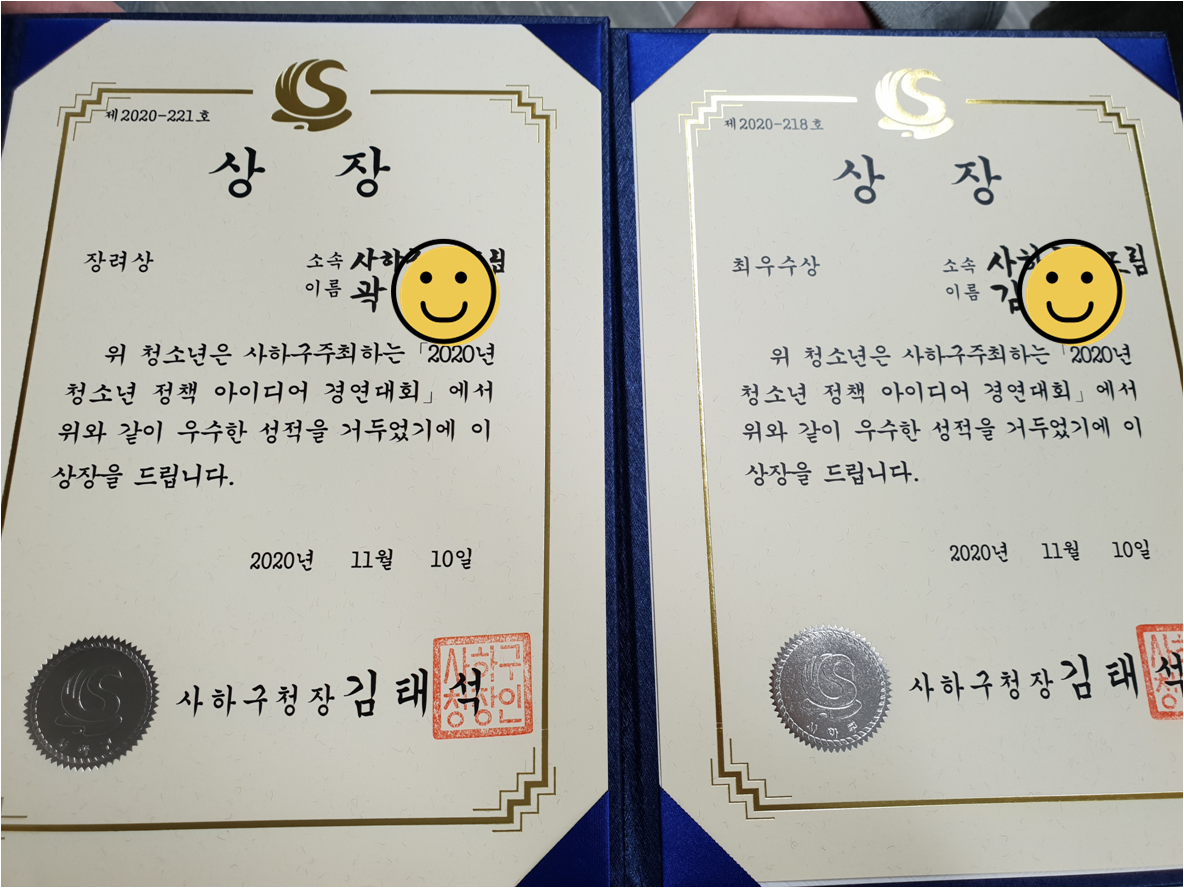 제2020-221호
상 장
장려상
소속 사하
이름 곽
위 청소년은 사하구주최하는 「2020년
청소년 정책 아이디어 경연대회」에서
위와 같이 우수한 성적을 거두었기에 이
상장을 드립니다.
2020년 11월 10일
사하구청장 김태석
사하구
청장인
제2020-218호
상 장
최우수상
소속 사하
이름 김
위 청소년은 사하구주최하는 「2020년
청소년 정책 아이디어 경연대회」에서
위와 같이 우수한 성적을 거두었기에 이
상장을 드립니다.
2020년 11월 10일
사하구청장 김태석
사하구